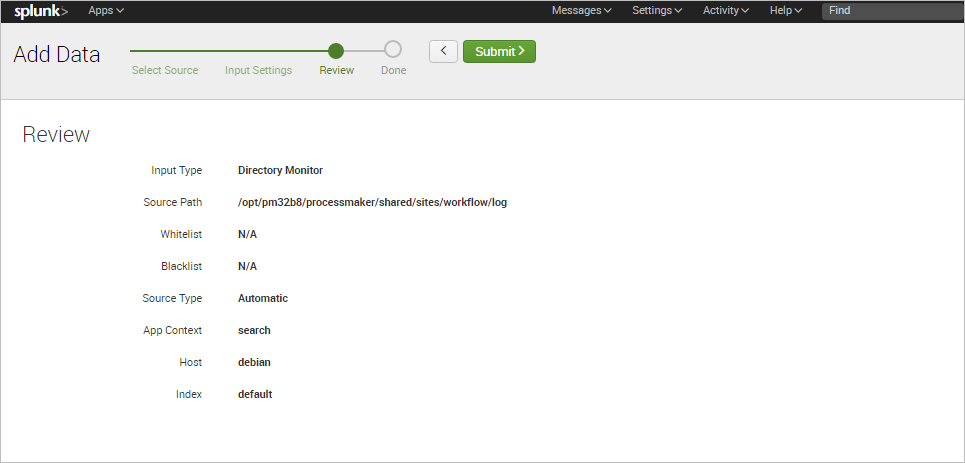 splunk> Apps Messages Settings Activity Help Find
Add Data < Submit >
Select Source Input Settings Review Done
Review
Input Type Directory Monitor
Source Path /opt/pm32b8/processmaker/shared/sites/workflow/log
Whitelist N/A
Blacklist N/A
Source Type Automatic
App Context search
Host debian
Index default